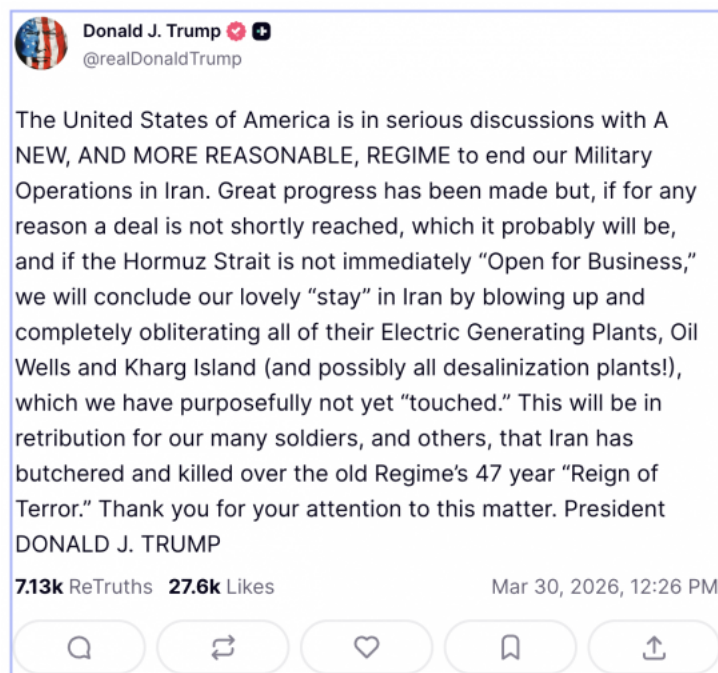 Donald J. Trump
@realDonaldTrump
The United States of America is in serious discussions with A
NEW, AND MORE REASONABLE, REGIME to end our Military
Operations in Iran. Great progress has been made but, if for any
reason a deal is not shortly reached, which it probably will be,
and if the Hormuz Strait is not immediately “Open for Business,”
we will conclude our lovely “stay” in Iran by blowing up and
completely obliterating all of their Electric Generating Plants, Oil
Wells and Kharg Island (and possibly all desalinization plants!),
which we have purposefully not yet “touched.” This will be in
retribution for our many soldiers, and others, that Iran has
butchered and killed over the old Regime’s 47 year “Reign of
Terror.” Thank you for your attention to this matter. President
DONALD J. TRUMP
7.13k ReTruths 27.6k Likes Mar 30, 2026, 12:26 PM